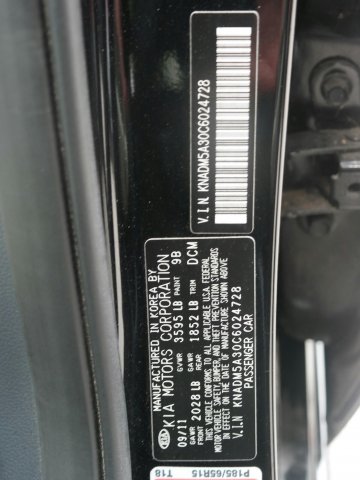 V.I.N KNADM5A30C6024728
MANUFACTURED IN KOREA BY
KIA MOTORS CORPORATION
GVWR 3595 LB PAINT 9B
09/11
GAWR FRONT 2028 LB GAWR REAR 1852 LB TRIM DCM
THIS VEHICLE CONFORMS TO ALL APPLICABLE U.S.A. FEDERAL
MOTOR VEHICLE SAFETY, BUMPER, AND THEFT PREVENTION
STANDARDS IN EFFECT ON THE DATE OF MANUFACTURE SHOWN ABOVE
V.I.N KNADM5A30C6024728
PASSENGER CAR
P185/65R15
T18